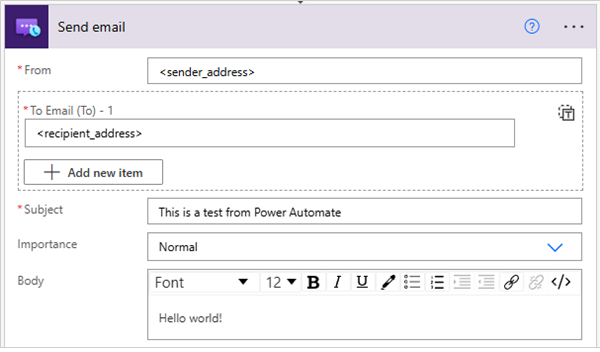 Send email
* From
<sender_address>
* To Email (To) - 1
<recipient_address>
Add new item
* Subject
This is a test from Power Automate
Importance
Normal
Body
Font 12 B I U </>
Hello world!